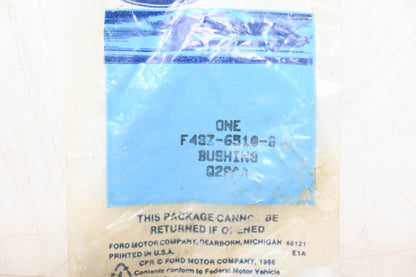 ONE
F4SZ-6510-B
BUSHING
THIS PACKAGE CANNOT BE
RETURNED IF OPENED
FORD MOTOR COMPANY, DEARBORN, MICHIGAN 48121
PRINTED IN U.S.A. E1A
CPR © FORD MOTOR COMPANY, 1966
Contents conform to Federal Motor Vehicle